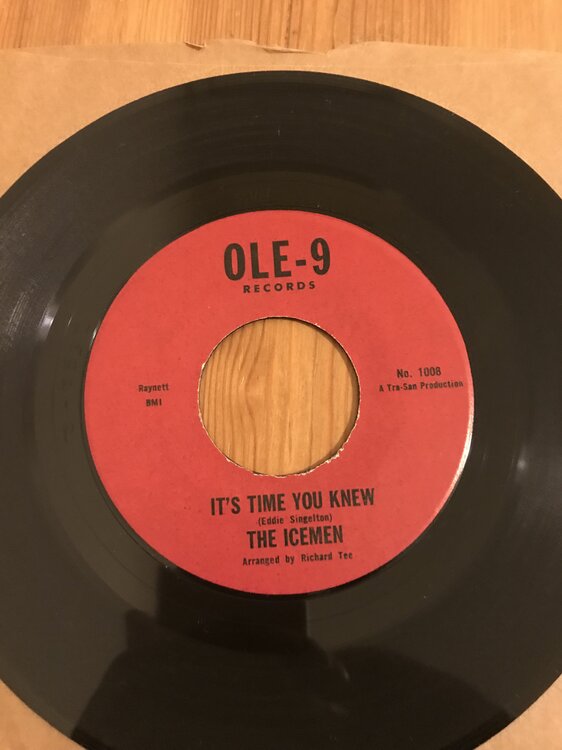 OLE-9
RECORDS
Raynett
BMI
No. 1008
A Tra-San Production
IT'S TIME YOU KNEW
(Eddie Singelton)
THE ICEMEN
Arranged by Richard Tee